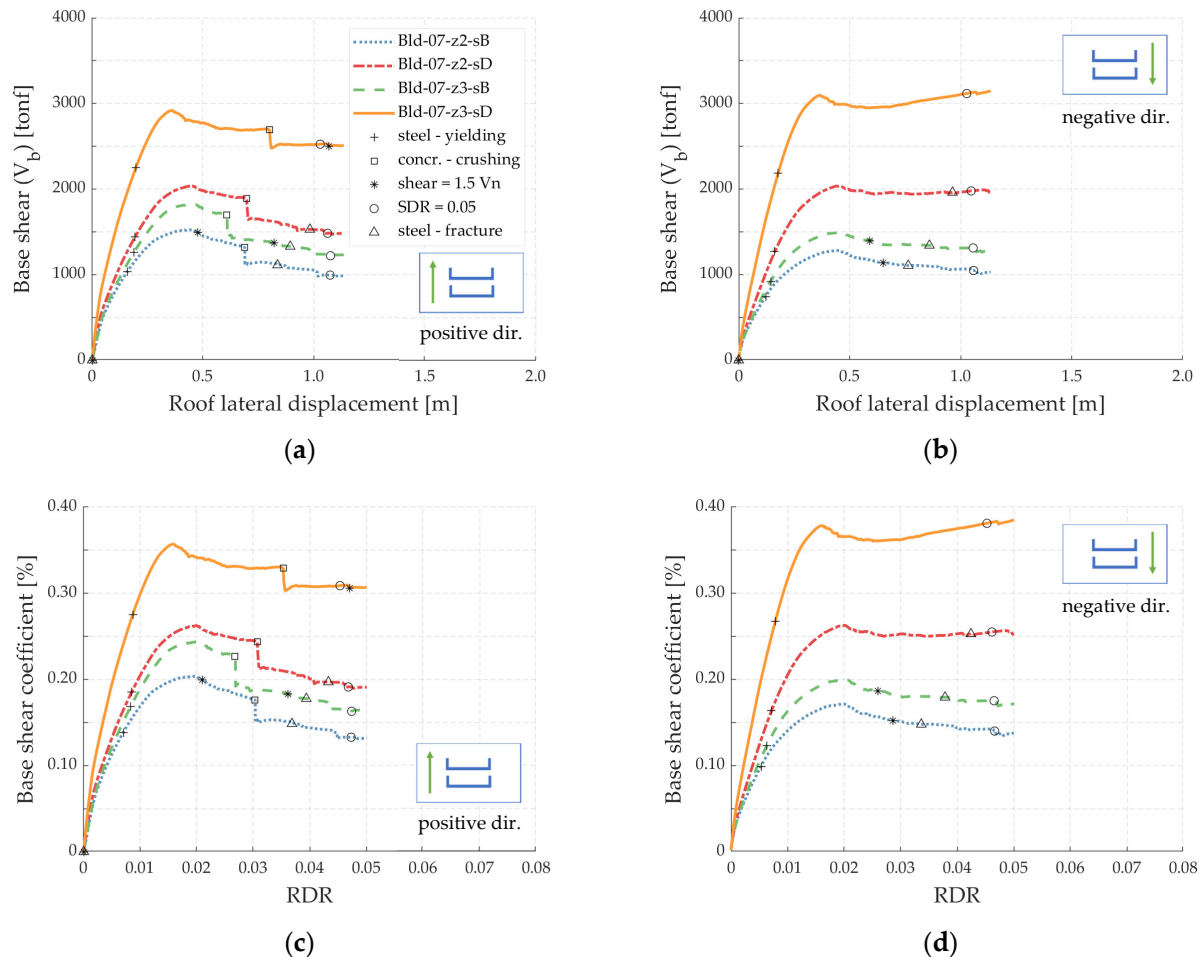 4000
3000
2000
1000
0
Base shear (V_b) [tonf]
Bld-07-z2-sB
Bld-07-z2-sD
Bld-07-z3-sB
Bld-07-z3-sD
steel - yielding
concr. - crushing
shear = 1.5 Vn
SDR = 0.05
steel - fracture
positive dir.
0 0.5 1.0 1.5 2.0
Roof lateral displacement [m]
(a)
4000
3000
2000
1000
0
Base shear (V_b) [tonf]
negative dir.
0 0.5 1.0 1.5 2.0
Roof lateral displacement [m]
(b)
0.40
0.30
0.20
0.10
0
Base shear coefficient [%]
positive dir.
0 0.01 0.02 0.03 0.04 0.05 0.06 0.07 0.08
RDR
(c)
0.40
0.30
0.20
0.10
0
Base shear coefficient [%]
negative dir.
0 0.01 0.02 0.03 0.04 0.05 0.06 0.07 0.08
RDR
(d)